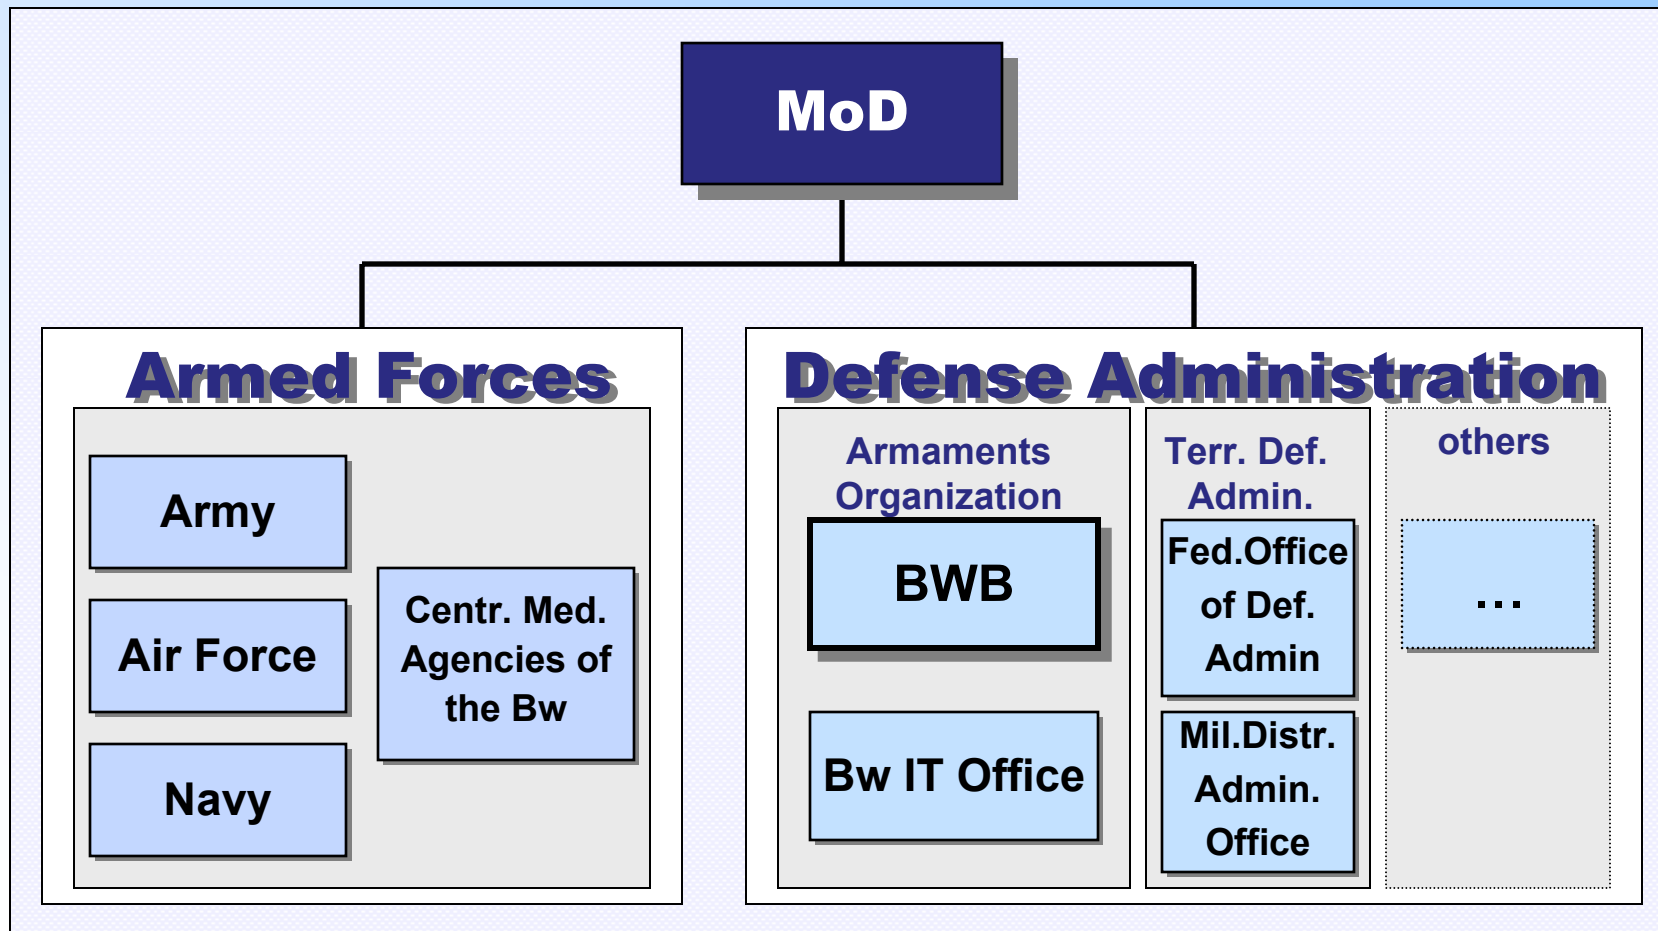 MoD
Armed Forces
Army
Air Force
Navy
Centr. Med.
Agencies of
the Bw
Defense Administration
Armaments
Organization
BWB
Bw IT Office
Terr. Def.
Admin.
Fed.Office
of Def.
Admin
Mil.Distr.
Admin.
Office
others
...